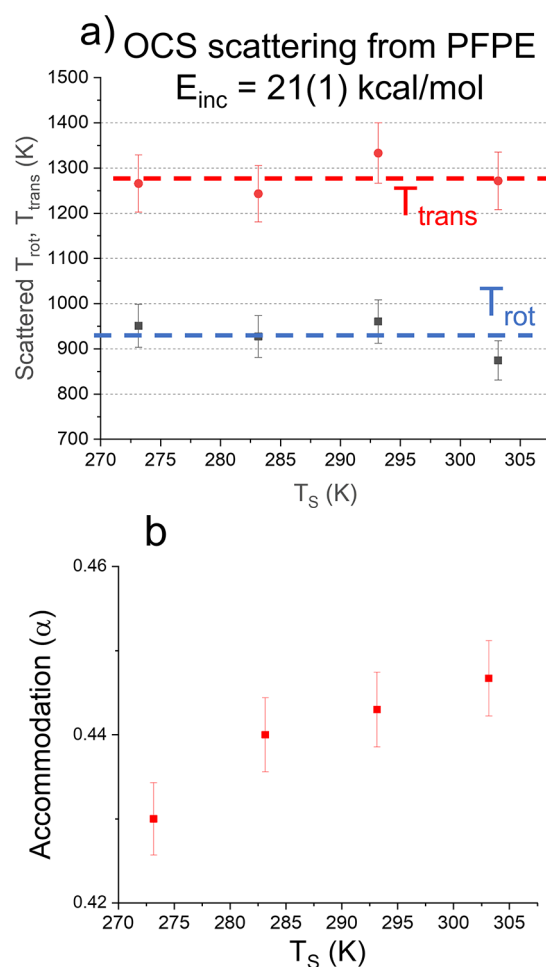 a) OCS scattering from PFPE
E_inc = 21(1) kcal/mol
1500
1400
1300
1200
1100
1000
900
800
700
Scattered T_rot, T_trans (K)
T_trans
T_rot
270 275 280 285 290 295 300 305
T_S (K)
b
0.46
0.44
0.42
Accommodation (α)
270 275 280 285 290 295 300 305
T_S (K)